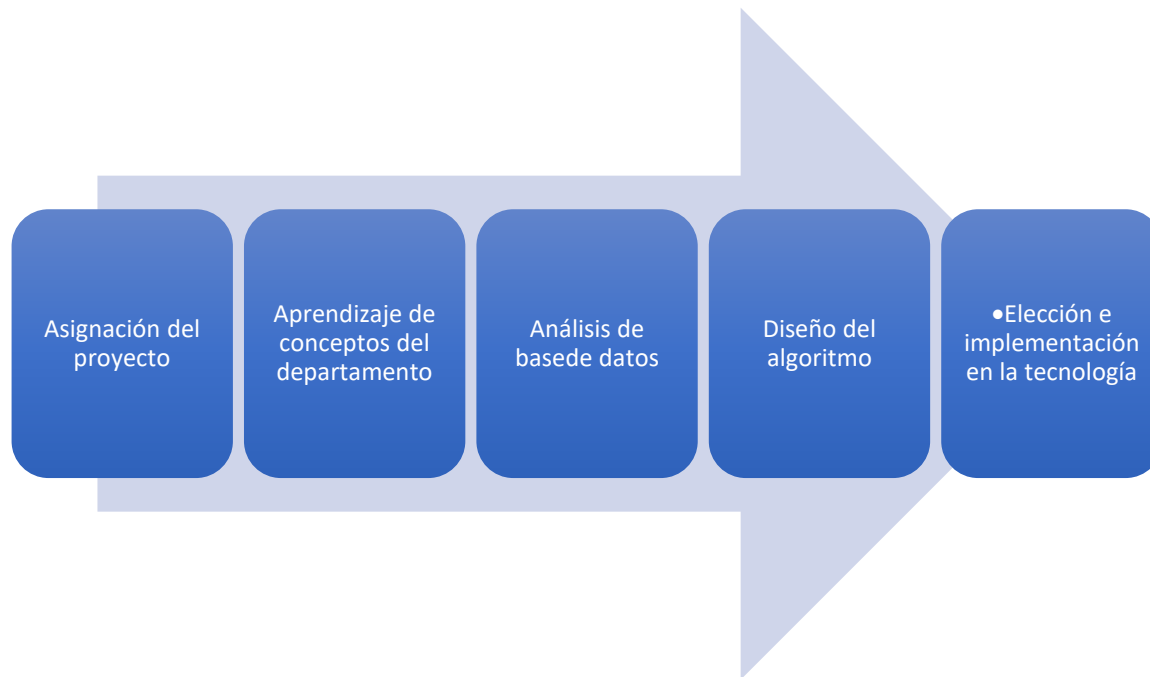 Asignación del
proyecto
Aprendizaje de
conceptos del
departamento
Análisis de
basede datos
Diseño del
algoritmo
•Elección e
implementación
en la tecnología